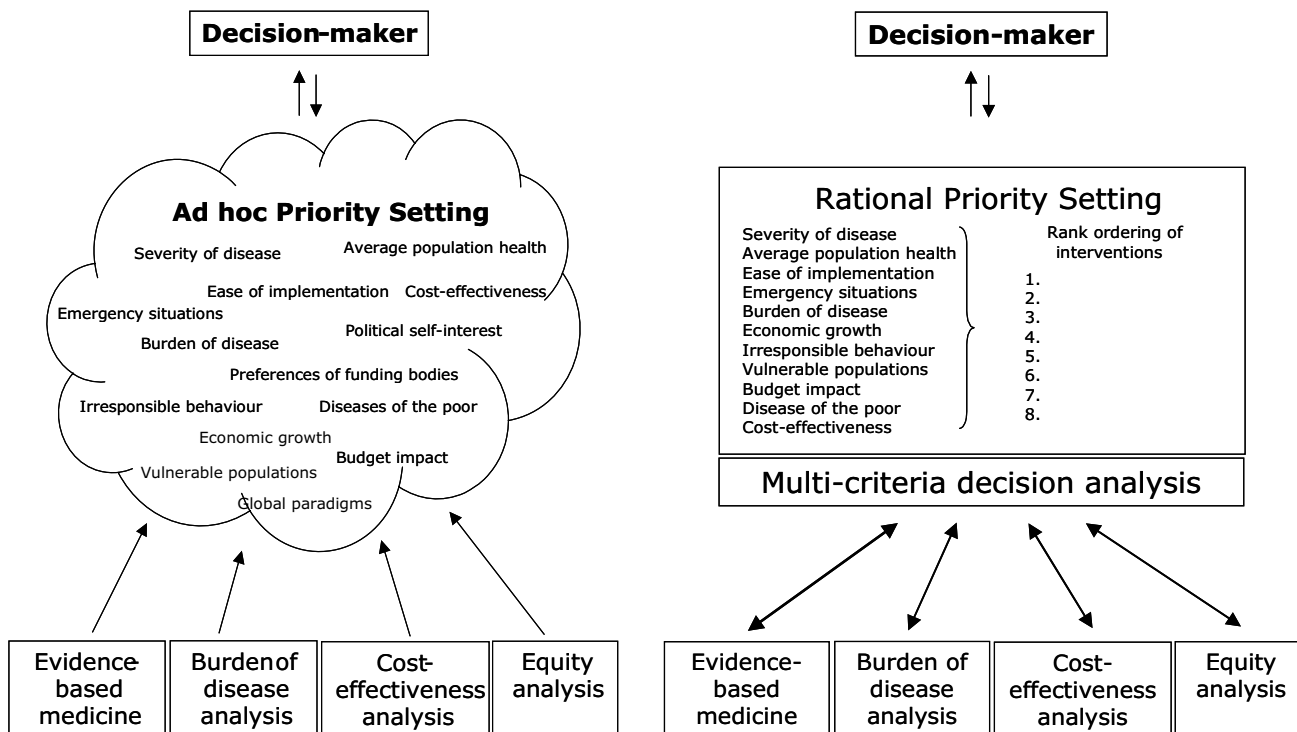 Decision-maker
Ad hoc Priority Setting
Severity of disease
Average population health
Ease of implementation
Cost-effectiveness
Emergency situations
Political self-interest
Burden of disease
Preferences of funding bodies
Irresponsible behaviour
Diseases of the poor
Economic growth
Budget impact
Vulnerable populations
Global paradigms
Evidence-
based
medicine
Burden of
disease
analysis
Cost-
effectiveness
analysis
Equity
analysis
Decision-maker
Rational Priority Setting
Severity of disease
Average population health
Ease of implementation
Emergency situations
Burden of disease
Economic growth
Irresponsible behaviour
Vulnerable populations
Budget impact
Disease of the poor
Cost-effectiveness
Rank ordering of
interventions
1.
2.
3.
4.
5.
6.
7.
8.
Multi-criteria decision analysis
Evidence-
based
medicine
Burden of
disease
analysis
Cost-
effectiveness
analysis
Equity
analysis